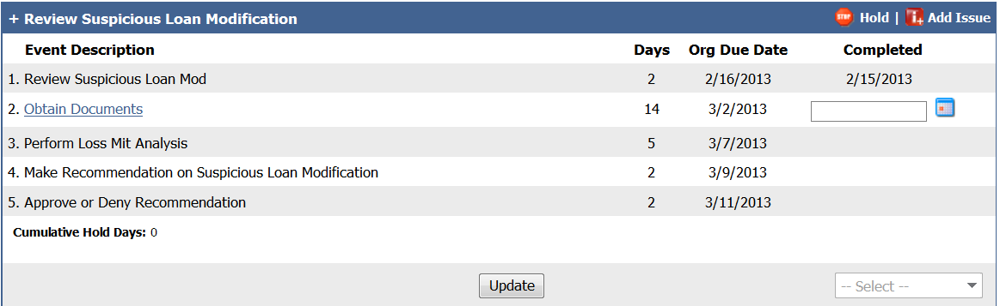 + Review Suspicious Loan Modification STOP Hold | i+ Add Issue
Event Description Days Org Due Date Completed
1. Review Suspicious Loan Mod 2 2/16/2013 2/15/2013
2. Obtain Documents 14 3/2/2013
3. Perform Loss Mit Analysis 5 3/7/2013
4. Make Recommendation on Suspicious Loan Modification 2 3/9/2013
5. Approve or Deny Recommendation 2 3/11/2013
Cumulative Hold Days: 0
Update -- Select --